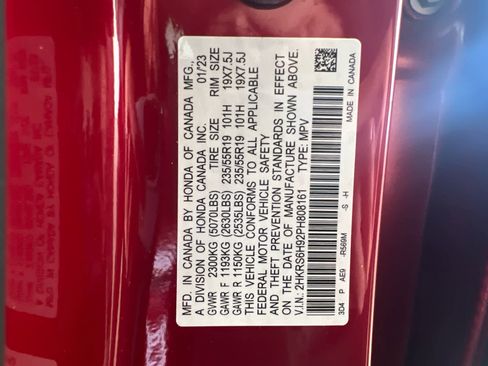 MFD. IN CANADA BY HONDA OF CANADA MFG., 01/23
A DIVISION OF HONDA CANADA INC.
TIRE SIZE RIM SIZE
GVWR 2300KG (5070LBS)
GAWR F 1193KG (2630LBS) 235/55R19 101H 19X7.5J
GAWR R 1150KG (2535LBS) 235/55R19 101H 19X7.5J
THIS VEHICLE CONFORMS TO ALL APPLICABLE
FEDERAL MOTOR VEHICLE SAFETY
AND THEFT PREVENTION STANDARDS IN EFFECT
ON THE DATE OF MANUFACTURE SHOWN ABOVE.
V.I.N: 2HKRS6H92PH808161 TYPE: MPV
3D4 P AE9 -R569M -S -H MADE IN CANADA